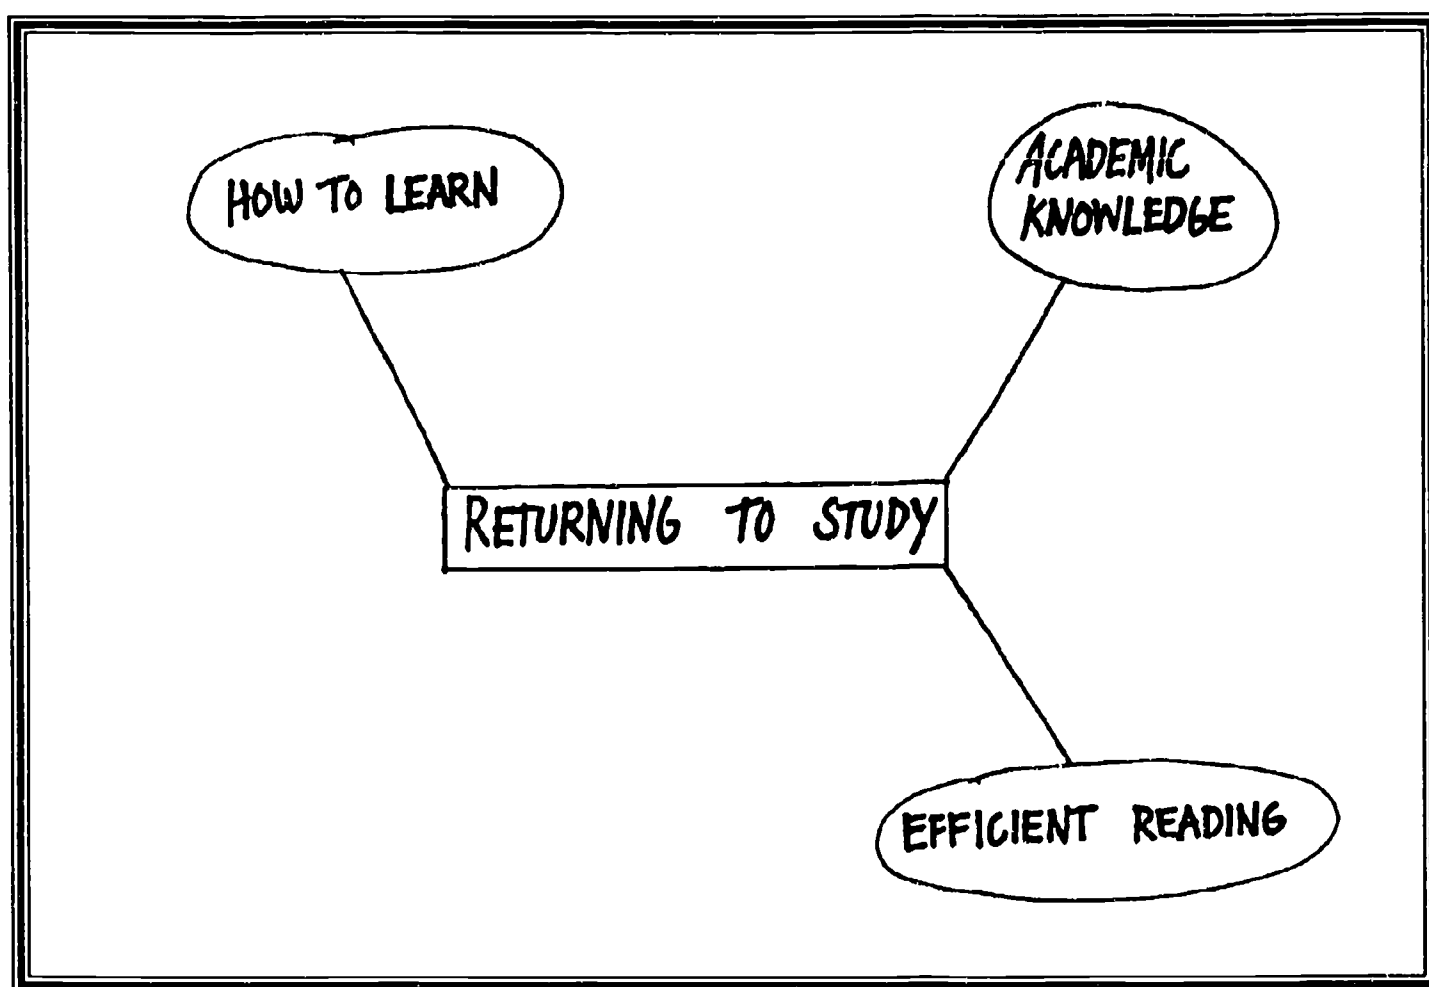 HOW TO LEARN
ACADEMIC
KNOWLEDGE
RETURNING TO STUDY
EFFICIENT READING